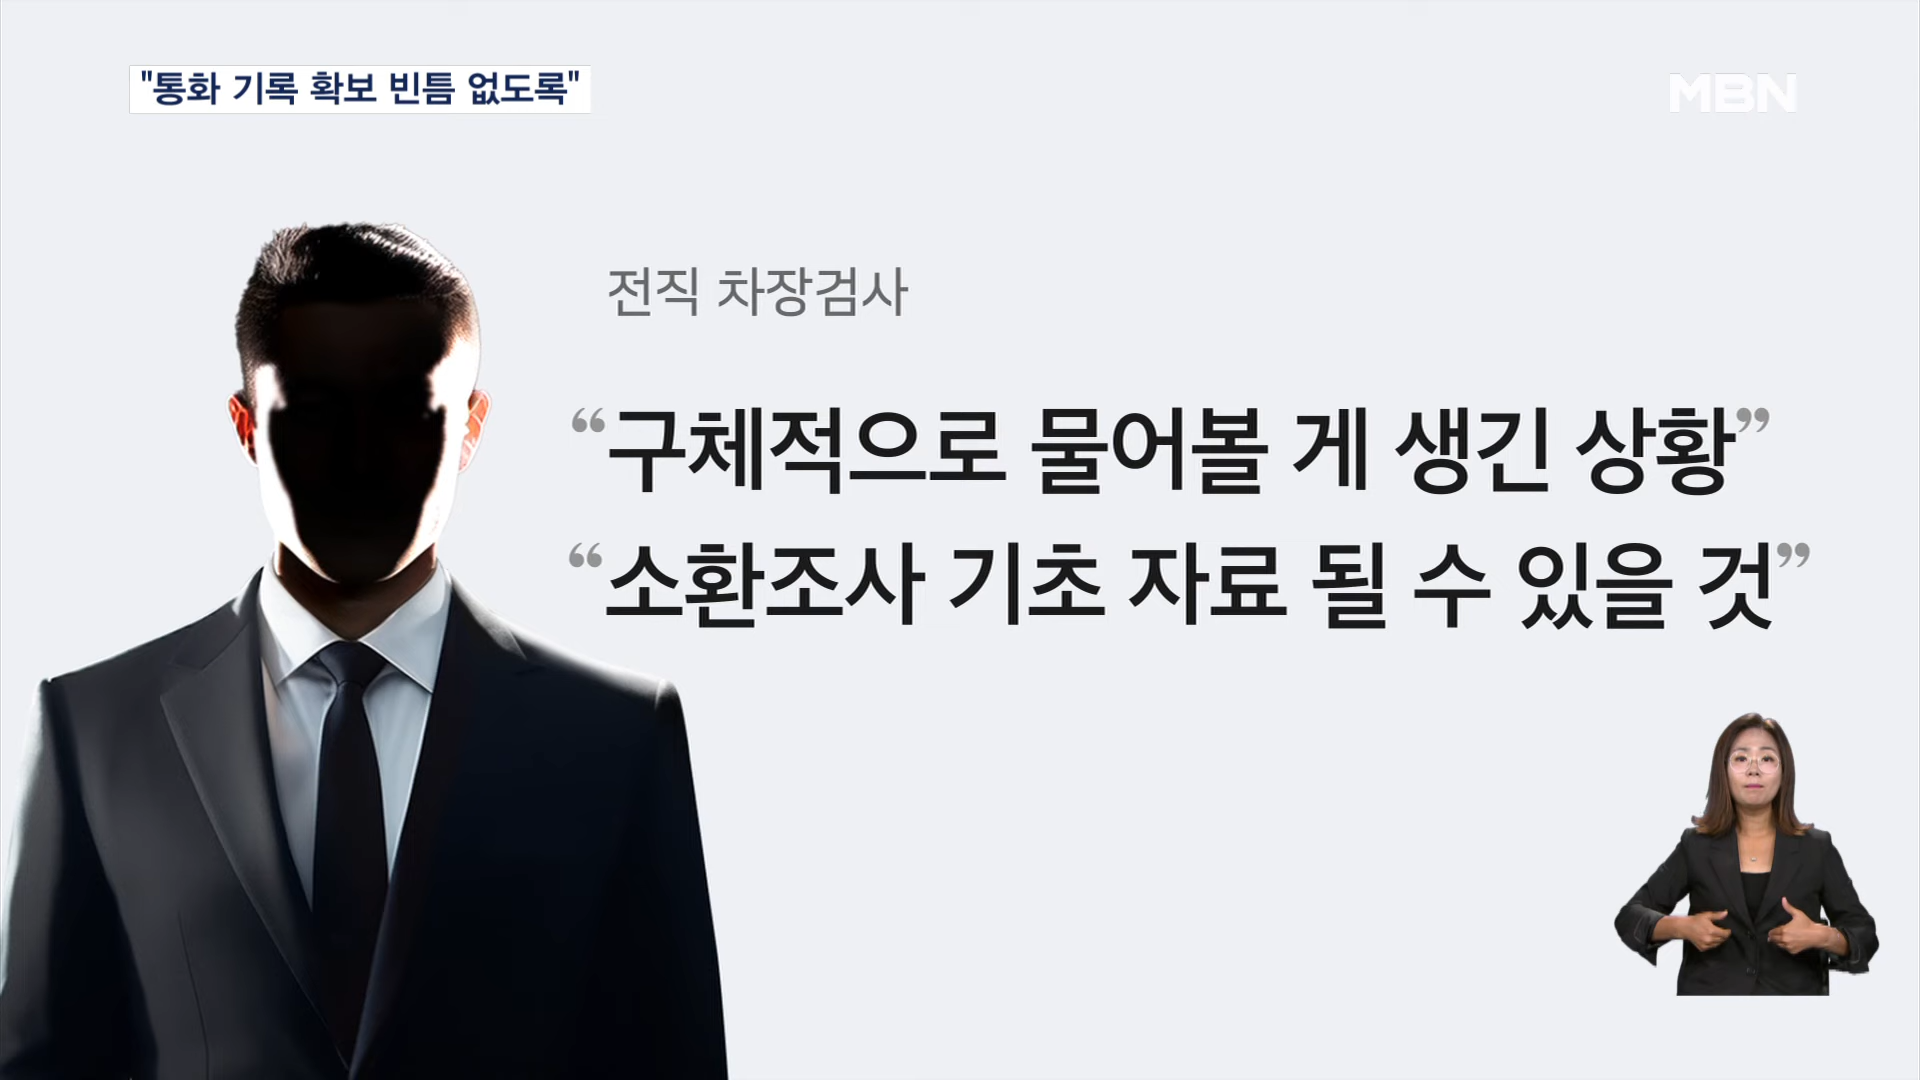 "통화 기록 확보 빈틈 없도록"
MBN
전직 차장검사
“구체적으로 물어볼 게 생긴 상황”
“소환조사 기초 자료 될 수 있을 것”